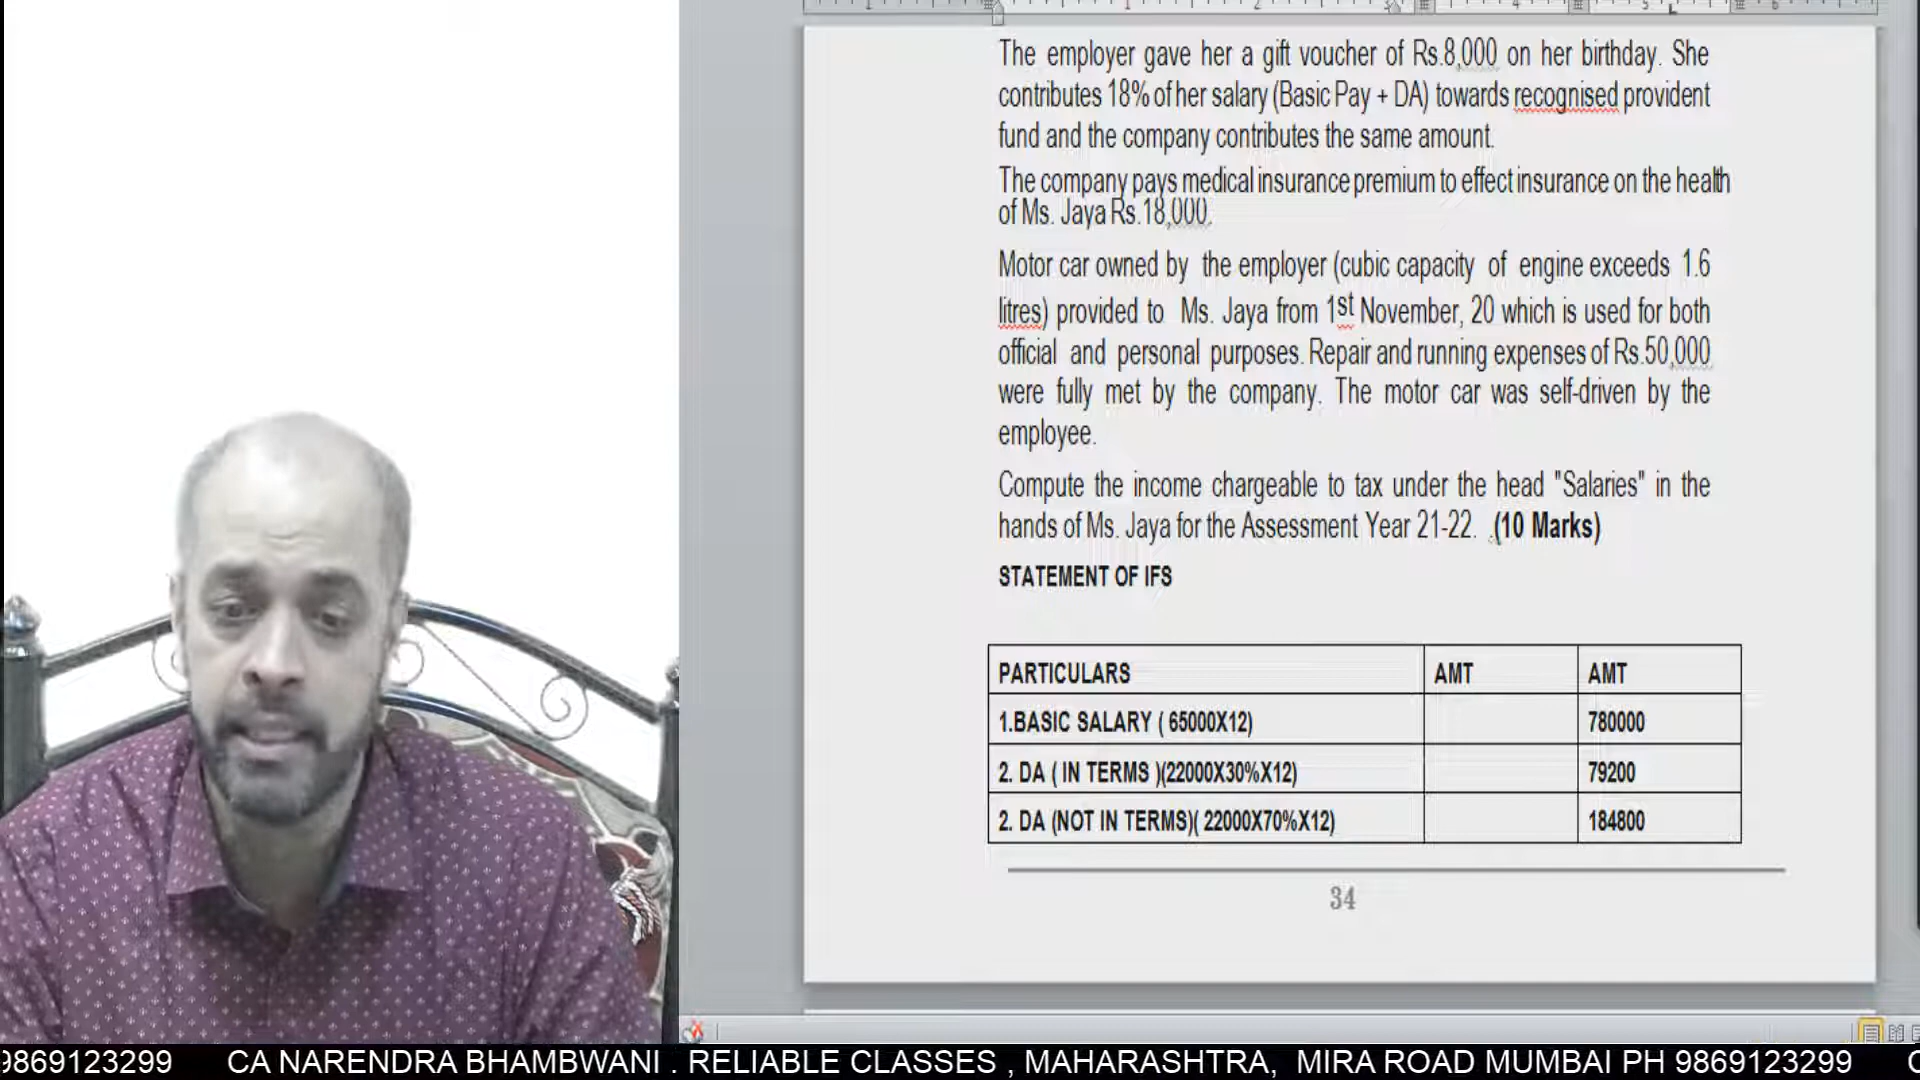 The employer gave her a gift voucher of Rs.8,000 on her birthday. She
contributes 18% of her salary (Basic Pay + DA) towards recognised provident
fund and the company contributes the same amount.
The company pays medical insurance premium to effect insurance on the health
of Ms. Jaya Rs.18,000.
Motor car owned by the employer (cubic capacity of engine exceeds 1.6
litres) provided to Ms. Jaya from 1st November, 20 which is used for both
official and personal purposes. Repair and running expenses of Rs.50,000
were fully met by the company. The motor car was self-driven by the
employee.
Compute the income chargeable to tax under the head "Salaries" in the
hands of Ms. Jaya for the Assessment Year 21-22. .(10 Marks)
STATEMENT OF IFS
PARTICULARS AMT AMT
1.BASIC SALARY ( 65000X12) 780000
2. DA ( IN TERMS )(22000X30%X12) 79200
2. DA (NOT IN TERMS)( 22000X70%X12) 184800
34
9869123299 CA NARENDRA BHAMBWANI . RELIABLE CLASSES , MAHARASHTRA, MIRA ROAD MUMBAI PH 9869123299